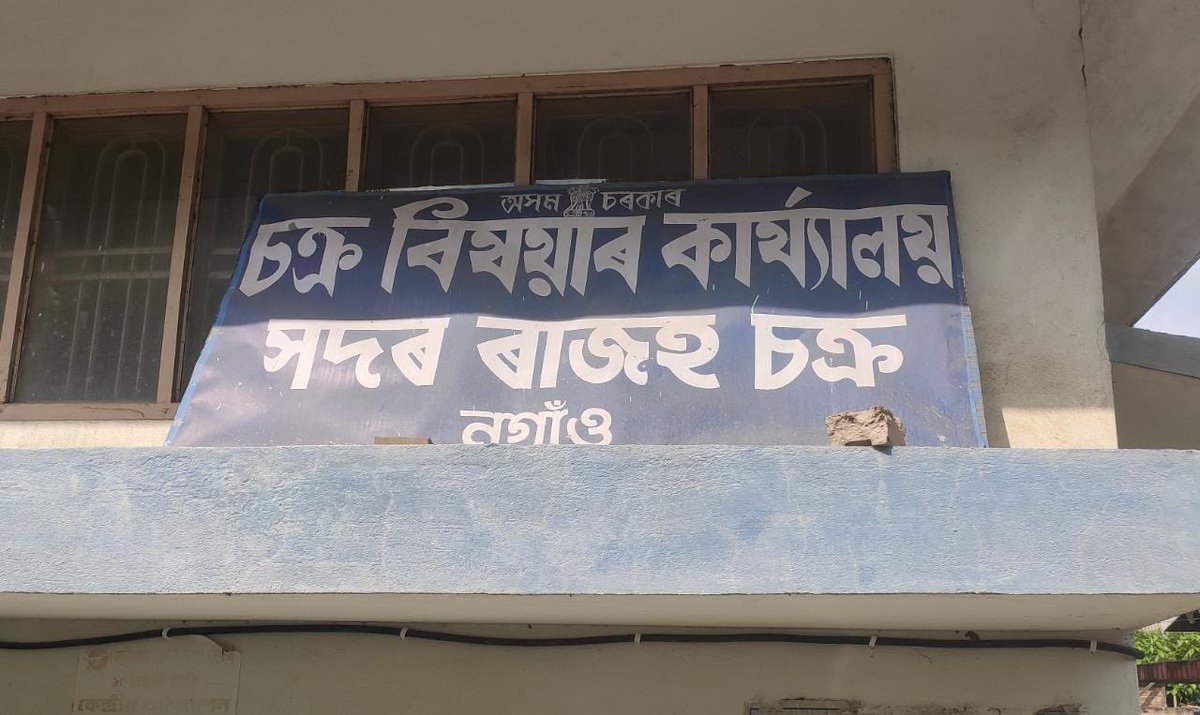 অসম চৰকাৰ
চক্ৰ বিষয়াৰ কাৰ্য্যালয়
সদৰ ৰাজহ চক্ৰ
নগাঁও
কেন্দ্ৰীয়